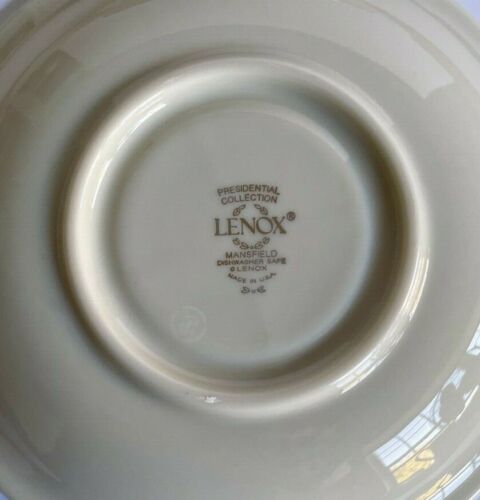 PRESIDENTIAL
COLLECTION
LENOX®
MANSFIELD
DISHWASHER SAFE
© LENOX
MADE IN U.S.A.